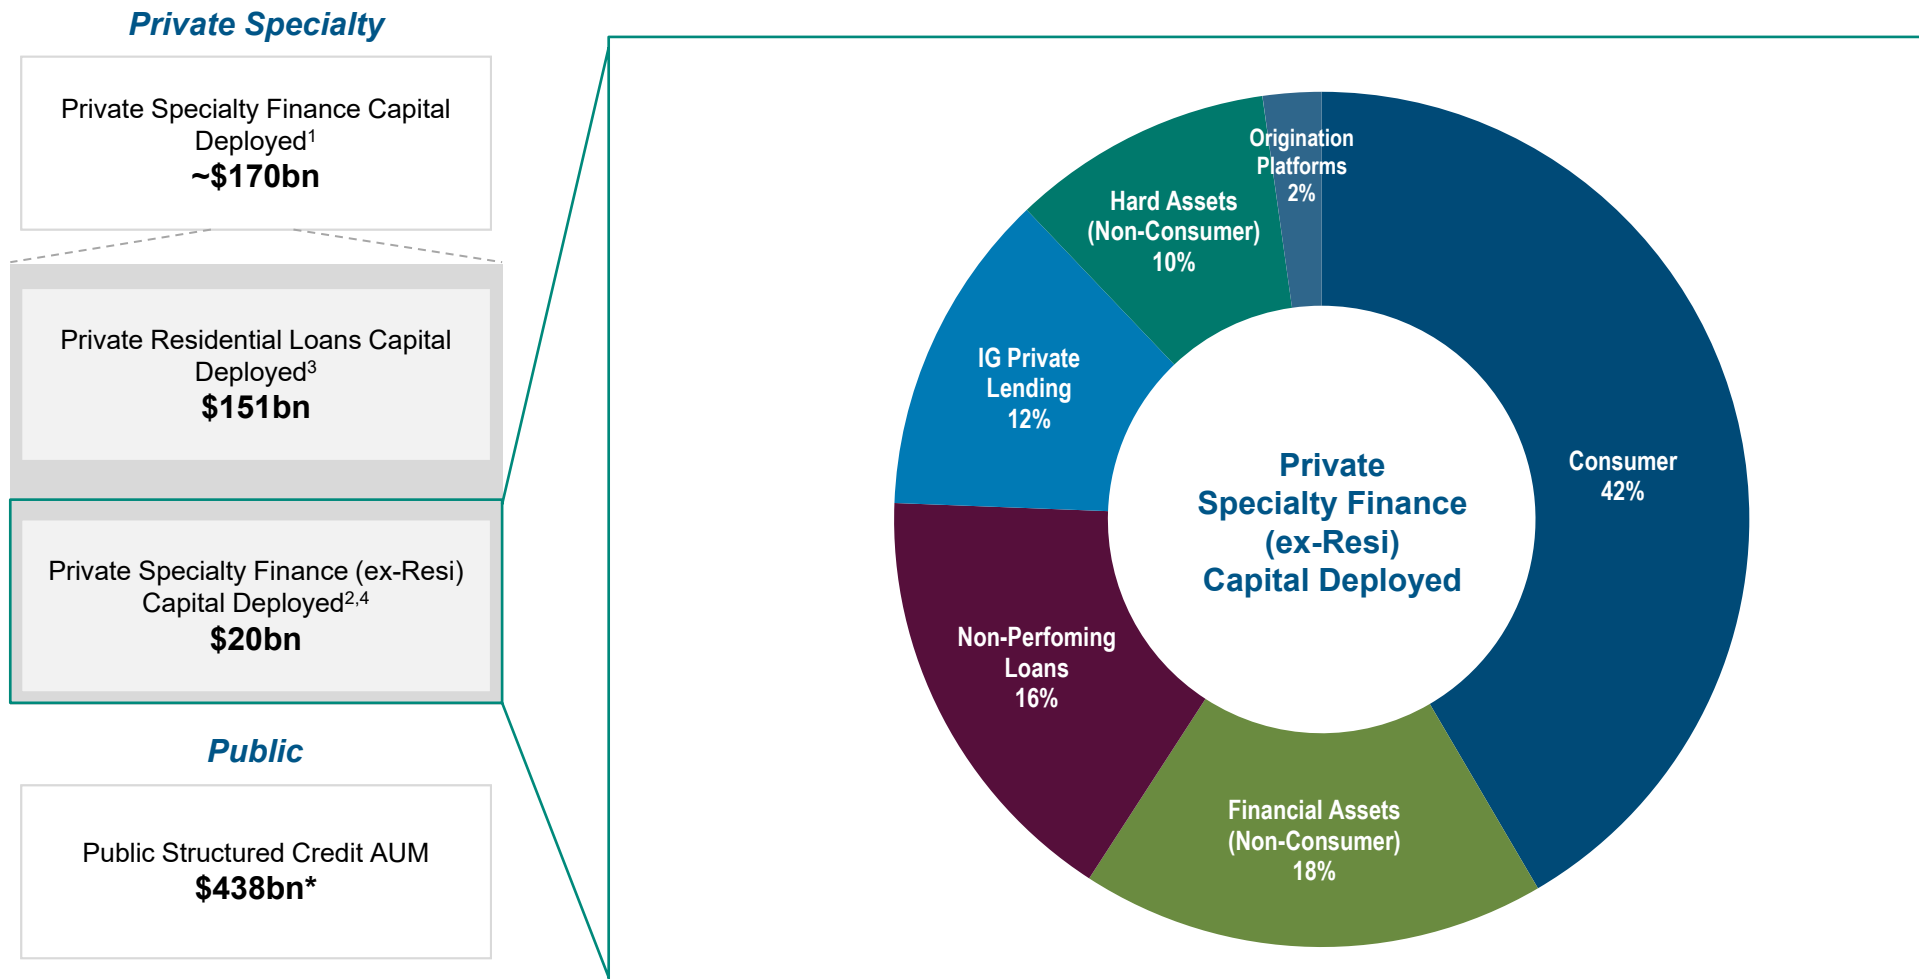 Private Specialty
Private Specialty Finance Capital
Deployed¹
~$170bn
Private Residential Loans Capital
Deployed³
$151bn
Private Specialty Finance (ex-Resi)
Capital Deployed²,⁴
$20bn
Public
Public Structured Credit AUM
$438bn*
Origination
Platforms
2%
Hard Assets
(Non-Consumer)
10%
IG Private
Lending
12%
Consumer
42%
Private
Specialty Finance
(ex-Resi)
Capital Deployed
Non-Perfoming
Loans
16%
Financial Assets
(Non-Consumer)
18%